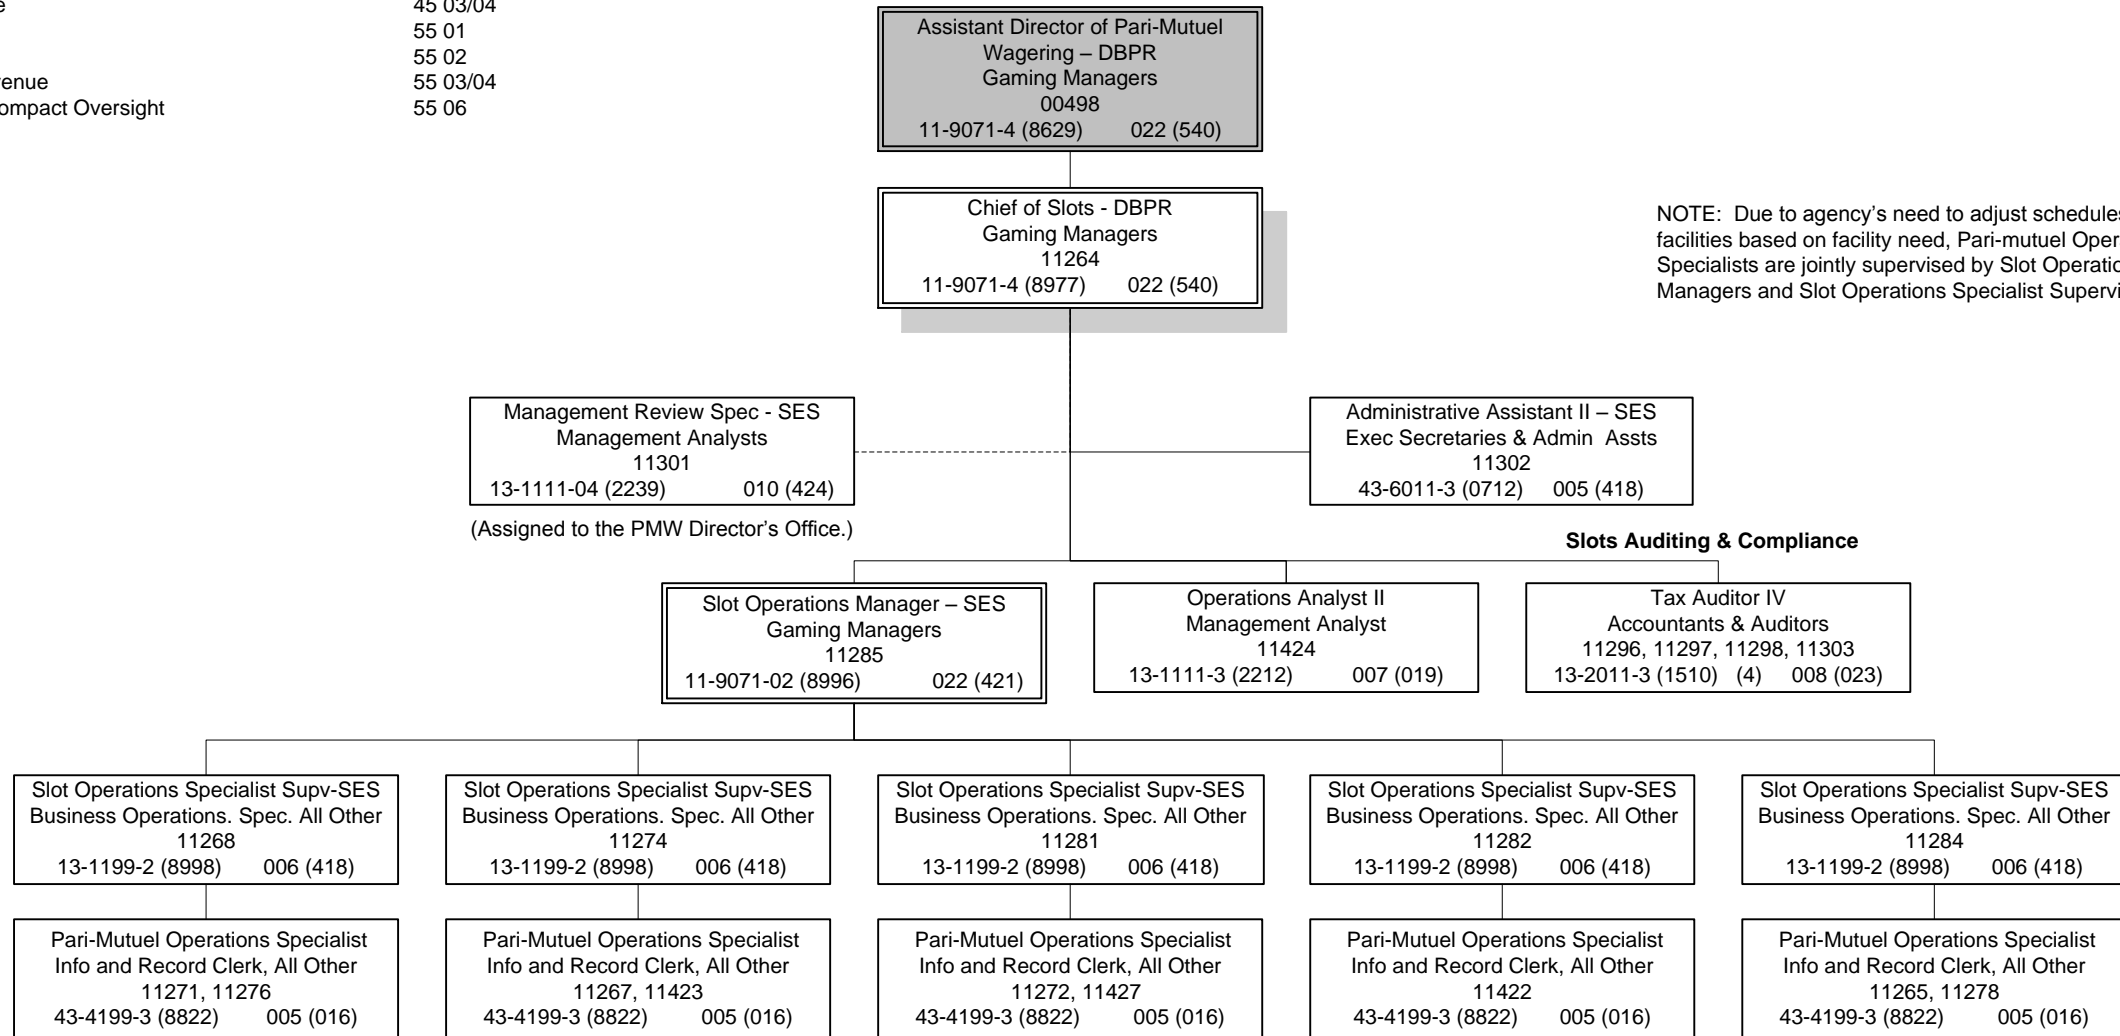 45 03/04
55 01
55 02
55 03/04
ompact Oversight 55 06
Assistant Director of Pari-Mutuel
Wagering – DBPR
Gaming Managers
00498
11-9071-4 (8629) 022 (540)
Chief of Slots - DBPR
Gaming Managers
11264
11-9071-4 (8977) 022 (540)
NOTE: Due to agency's need to adjust schedules
facilities based on facility need, Pari-mutuel Oper
Specialists are jointly supervised by Slot Operatio
Managers and Slot Operations Specialist Supervi
Management Review Spec - SES
Management Analysts
11301
13-1111-04 (2239) 010 (424)
(Assigned to the PMW Director's Office.)
Administrative Assistant II – SES
Exec Secretaries & Admin Assts
11302
43-6011-3 (0712) 005 (418)
Slots Auditing & Compliance
Slot Operations Manager – SES
Gaming Managers
11285
11-9071-02 (8996) 022 (421)
Operations Analyst II
Management Analyst
11424
13-1111-3 (2212) 007 (019)
Tax Auditor IV
Accountants & Auditors
11296, 11297, 11298, 11303
13-2011-3 (1510) (4) 008 (023)
Slot Operations Specialist Supv-SES
Business Operations. Spec. All Other
11268
13-1199-2 (8998) 006 (418)
Slot Operations Specialist Supv-SES
Business Operations. Spec. All Other
11274
13-1199-2 (8998) 006 (418)
Slot Operations Specialist Supv-SES
Business Operations. Spec. All Other
11281
13-1199-2 (8998) 006 (418)
Slot Operations Specialist Supv-SES
Business Operations. Spec. All Other
11282
13-1199-2 (8998) 006 (418)
Slot Operations Specialist Supv-SES
Business Operations. Spec. All Other
11284
13-1199-2 (8998) 006 (418)
Pari-Mutuel Operations Specialist
Info and Record Clerk, All Other
11271, 11276
43-4199-3 (8822) 005 (016)
Pari-Mutuel Operations Specialist
Info and Record Clerk, All Other
11267, 11423
43-4199-3 (8822) 005 (016)
Pari-Mutuel Operations Specialist
Info and Record Clerk, All Other
11272, 11427
43-4199-3 (8822) 005 (016)
Pari-Mutuel Operations Specialist
Info and Record Clerk, All Other
11422
43-4199-3 (8822) 005 (016)
Pari-Mutuel Operations Specialist
Info and Record Clerk, All Other
11265, 11278
43-4199-3 (8822) 005 (016)